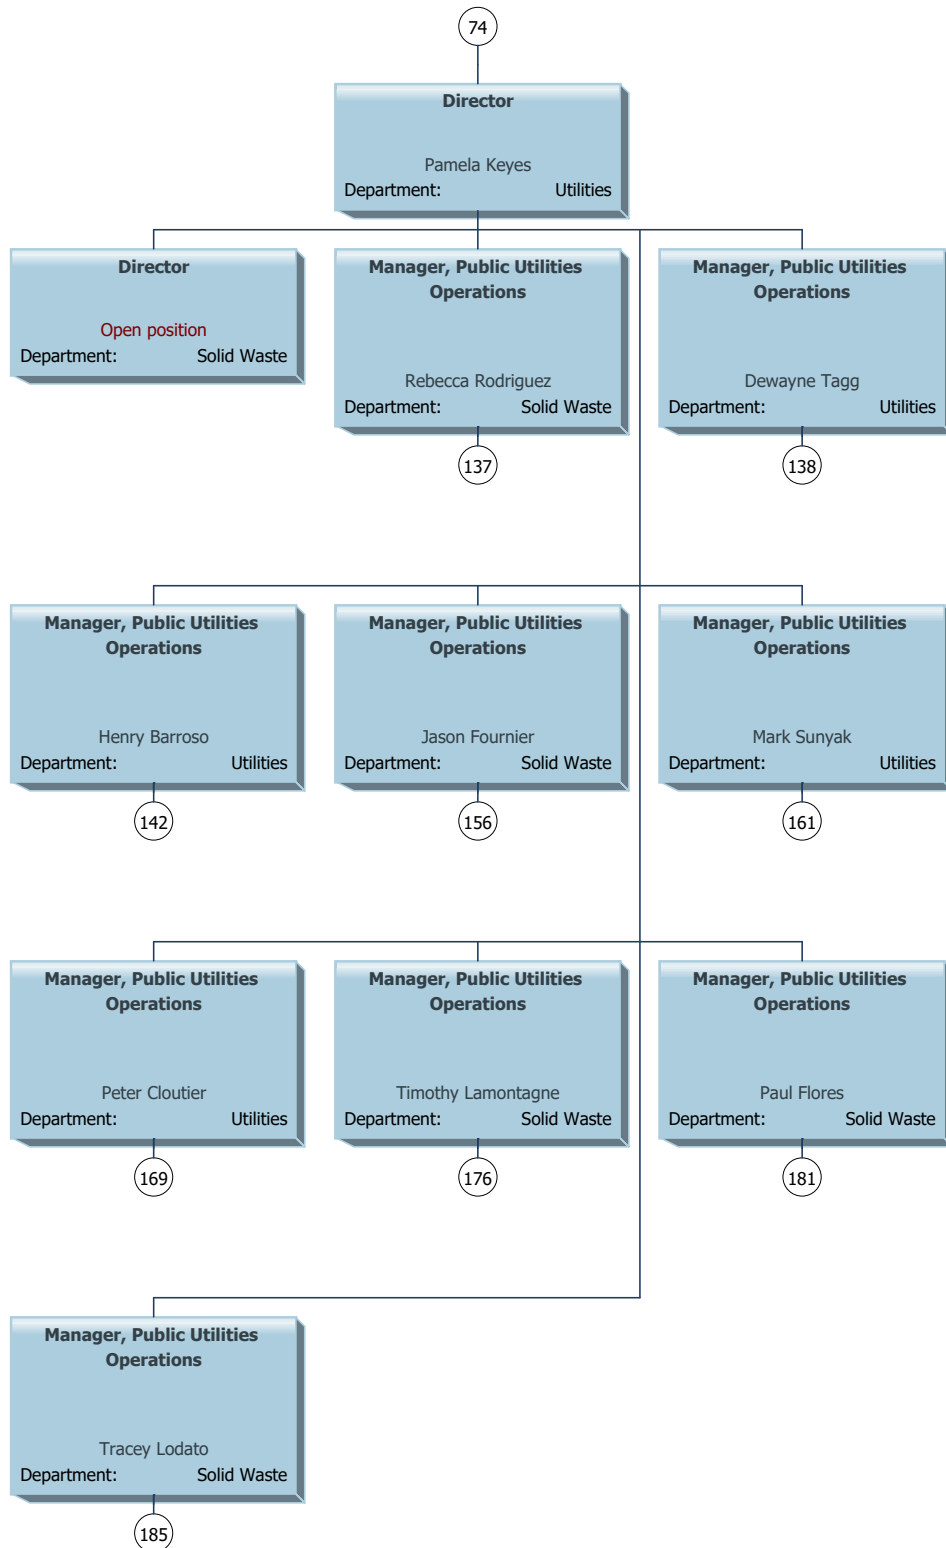 74
Director
Pamela Keyes
Department: Utilities
Director
Open position
Department: Solid Waste
Manager, Public Utilities
Operations
Rebecca Rodriguez
Department: Solid Waste
137
Manager, Public Utilities
Operations
Dewayne Tagg
Department: Utilities
138
Manager, Public Utilities
Operations
Henry Barroso
Department: Utilities
142
Manager, Public Utilities
Operations
Jason Fournier
Department: Solid Waste
156
Manager, Public Utilities
Operations
Mark Sunyak
Department: Utilities
161
Manager, Public Utilities
Operations
Peter Cloutier
Department: Utilities
169
Manager, Public Utilities
Operations
Timothy Lamontagne
Department: Solid Waste
176
Manager, Public Utilities
Operations
Paul Flores
Department: Solid Waste
181
Manager, Public Utilities
Operations
Tracey Lodato
Department: Solid Waste
185